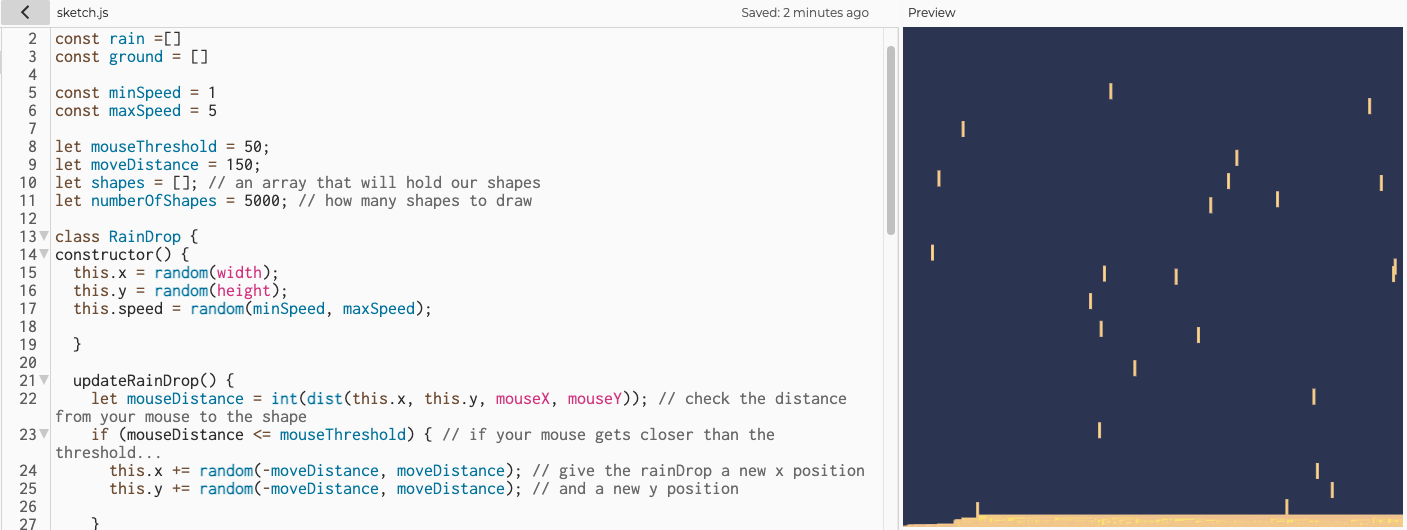 sketch.js
Saved: 2 minutes ago
Preview
2 const rain =[]
3 const ground = []
4
5 const minSpeed = 1
6 const maxSpeed = 5
7
8 let mouseThreshold = 50;
9 let moveDistance = 150;
10 let shapes = []; // an array that will hold our shapes
11 let numberOfShapes = 5000; // how many shapes to draw
12
13 class RainDrop {
14 constructor() {
15   this.x = random(width);
16   this.y = random(height);
17   this.speed = random(minSpeed, maxSpeed);
18
19   }
20
21   updateRainDrop() {
22     let mouseDistance = int(dist(this.x, this.y, mouseX, mouseY)); // check the distance
from your mouse to the shape
23     if (mouseDistance <= mouseThreshold) { // if your mouse gets closer than the
threshold...
24       this.x += random(-moveDistance, moveDistance); // give the rainDrop a new x position
25       this.y += random(-moveDistance, moveDistance); // and a new y position
26
27     }